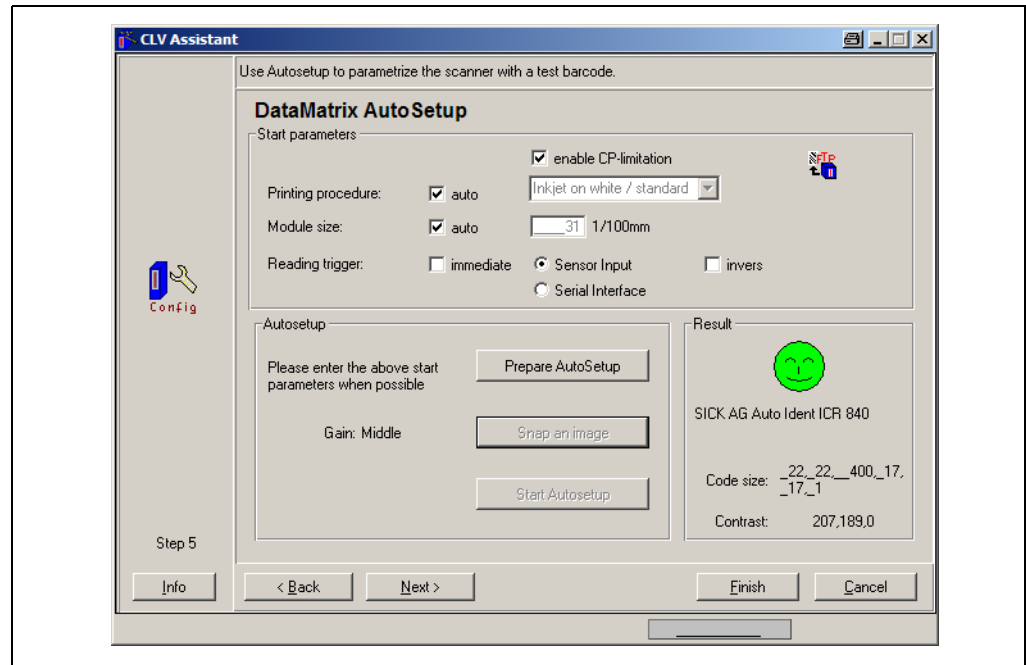 CLV Assistant
Use Autosetup to parametrize the scanner with a test barcode.
DataMatrix AutoSetup
Start parameters
enable CP-limitation
FTP
Printing procedure: auto Inkjet on white / standard
Module size: auto ___31 1/100mm
Reading trigger: immediate Sensor Input invers
Serial Interface
Config
Autosetup
Please enter the above start
parameters when possible
Prepare AutoSetup
Gain: Middle Snap an image
Start Autosetup
Result
SICK AG Auto Ident ICR 840
Code size: _22,_22,__400,_17,
_17,_1
Contrast: 207,189,0
Step 5
Info < Back Next > Finish Cancel